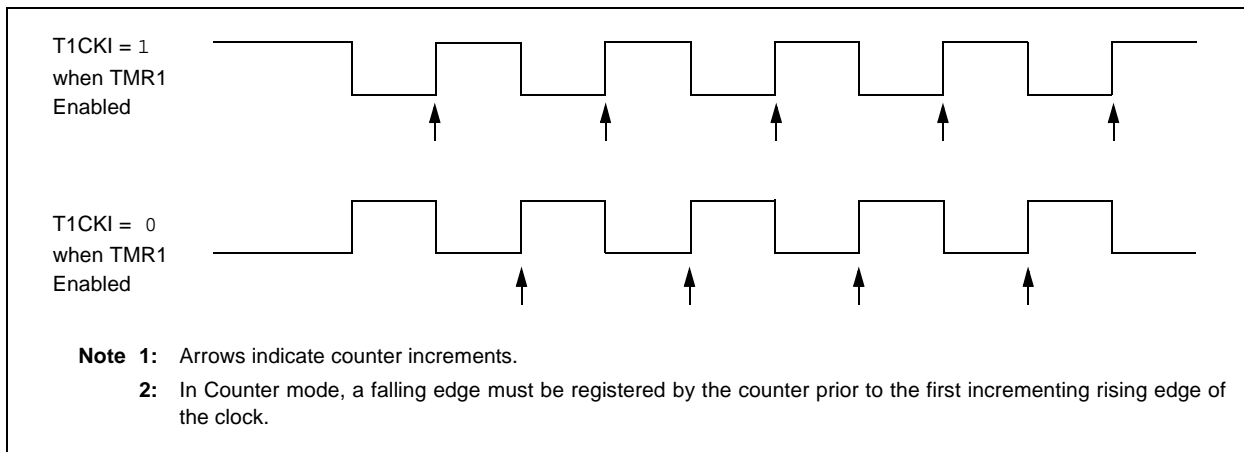 T1CKI = 1
when TMR1
Enabled
T1CKI = 0
when TMR1
Enabled
Note 1: Arrows indicate counter increments.
2: In Counter mode, a falling edge must be registered by the counter prior to the first incrementing rising edge of
the clock.